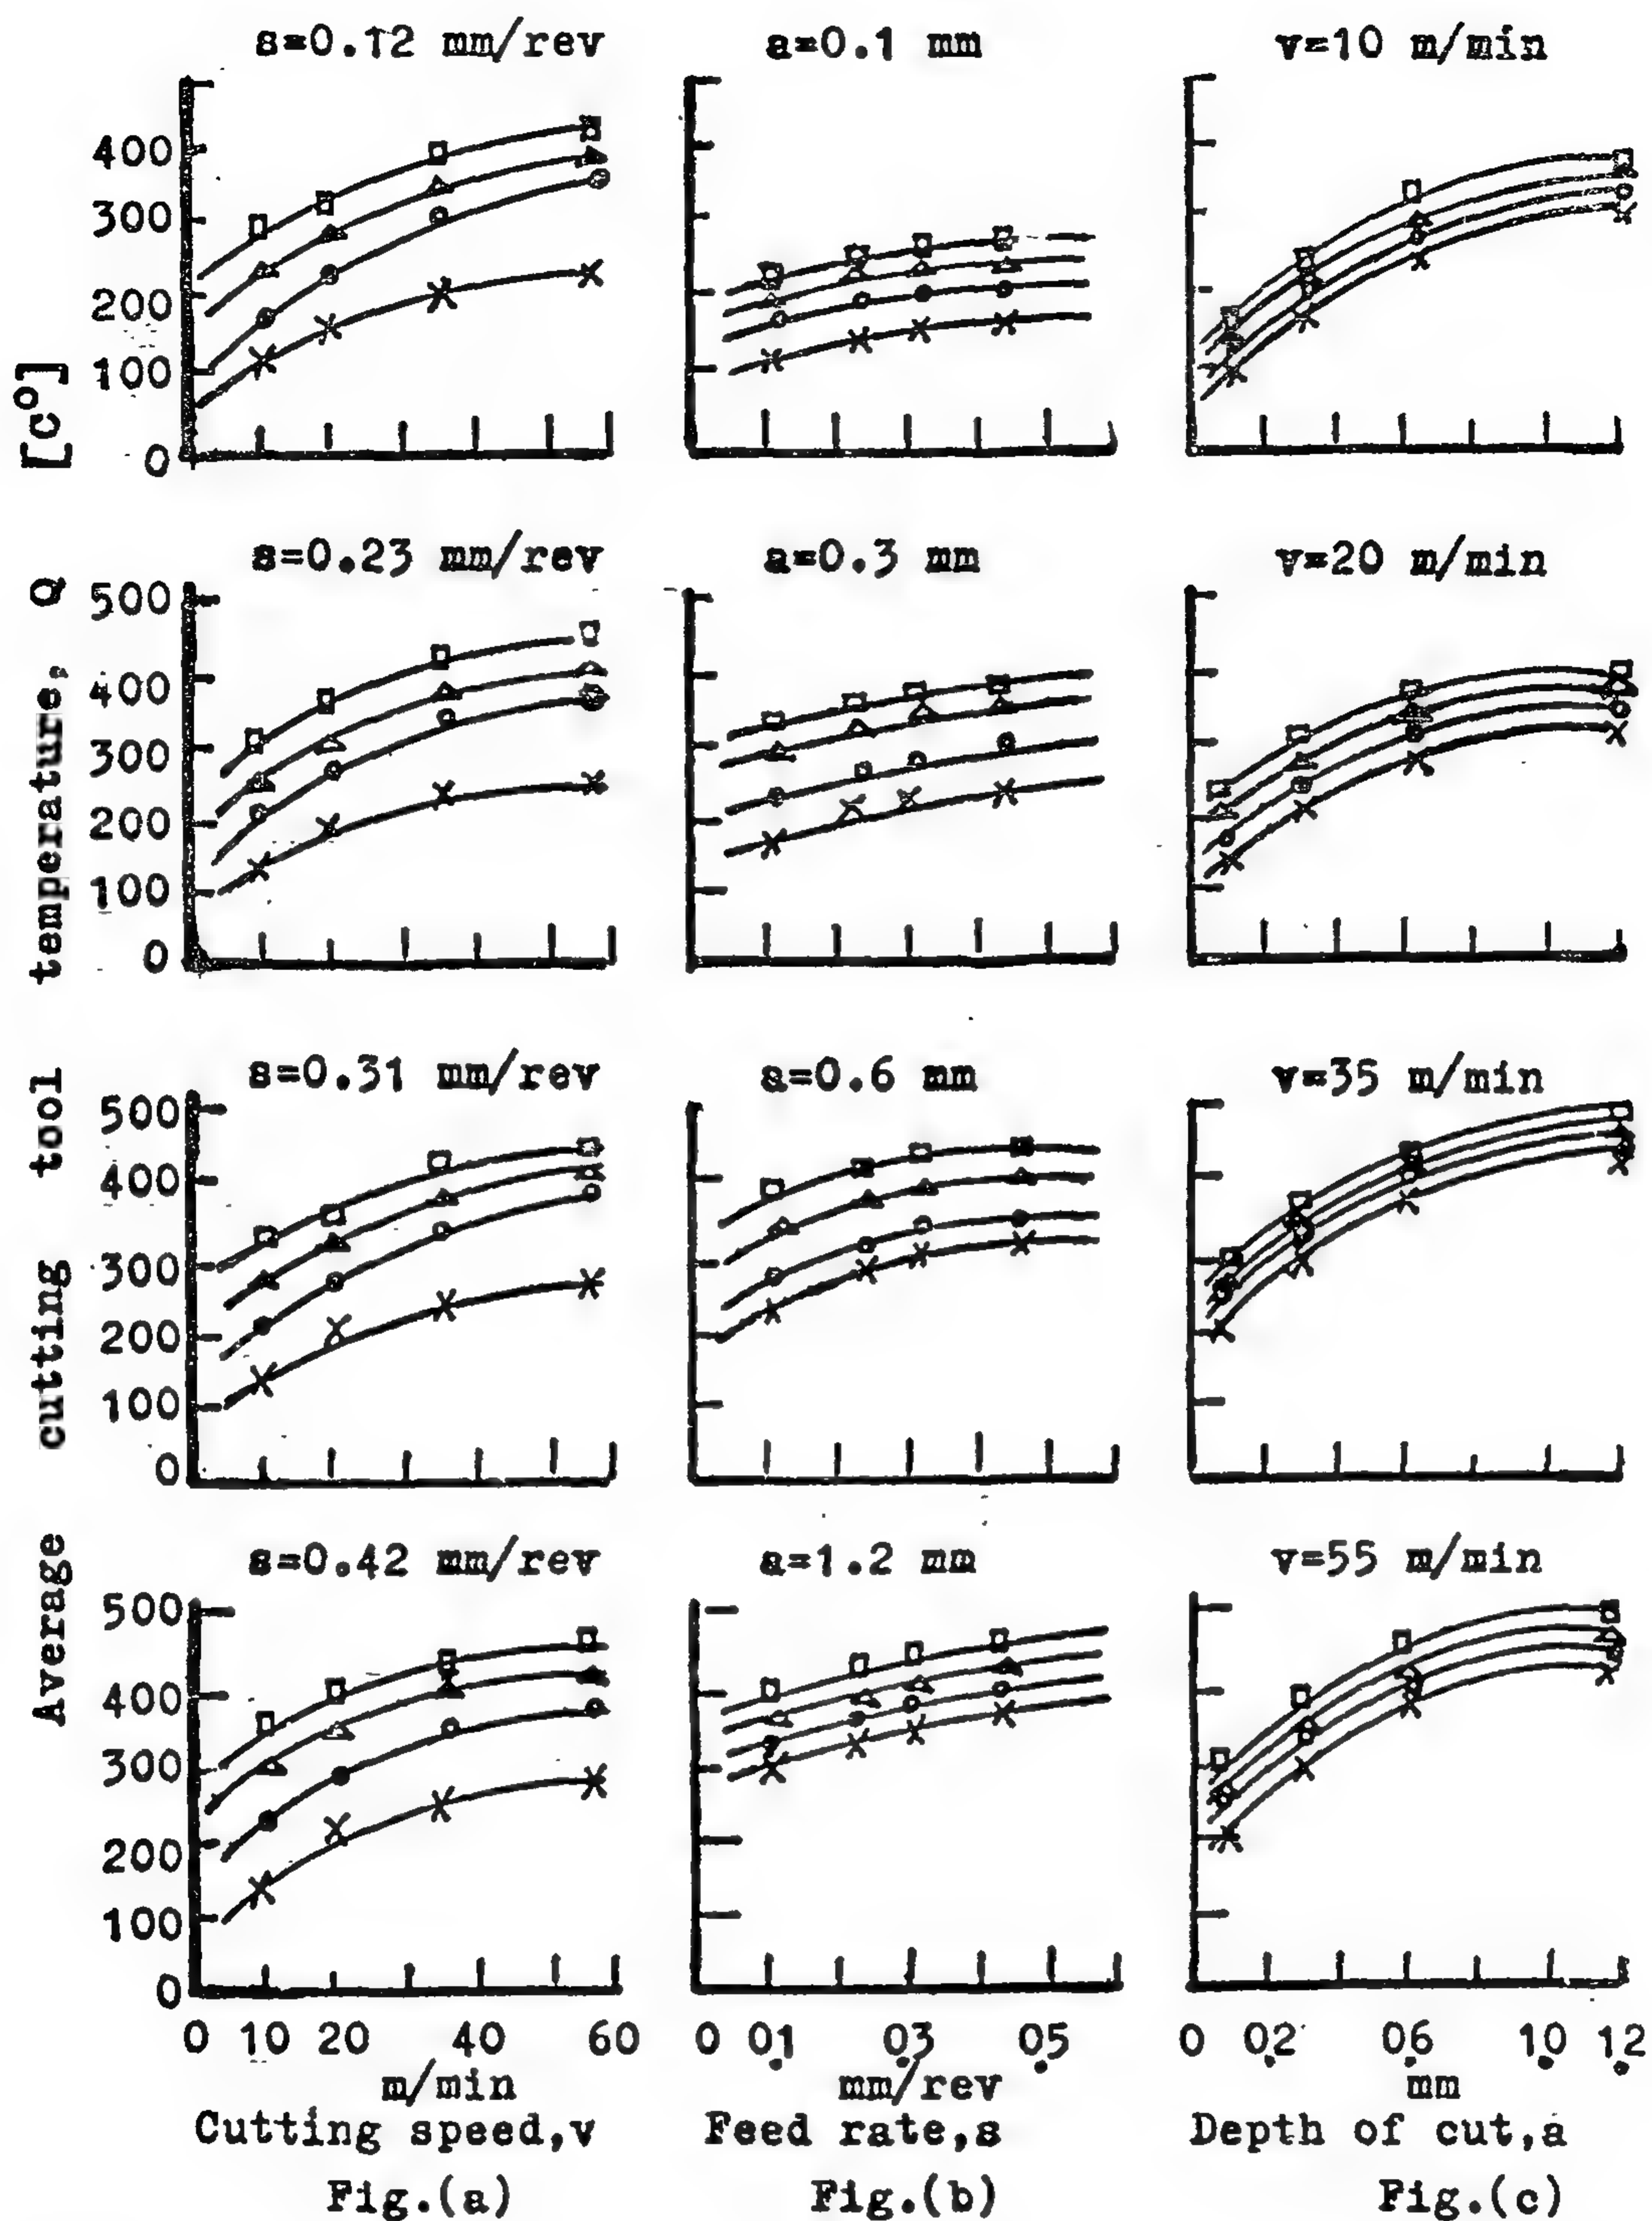 s=0.12 mm/rev a=0.1 mm v=10 m/min
400
300
200
100
0
s=0.23 mm/rev a=0.3 mm v=20 m/min
500
400
300
200
100
0
s=0.31 mm/rev a=0.6 mm v=35 m/min
500
400
300
200
100
0
s=0.42 mm/rev a=1.2 mm v=55 m/min
500
400
300
200
100
0
Average cutting tool temperature, Q [c°]
0 10 20 40 60 0 0.1 0.3 0.5 0 0.2 0.6 1.0 1.2
m/min mm/rev mm
Cutting speed,v Feed rate,s Depth of cut,a
Fig.(a) Fig.(b) Fig.(c)